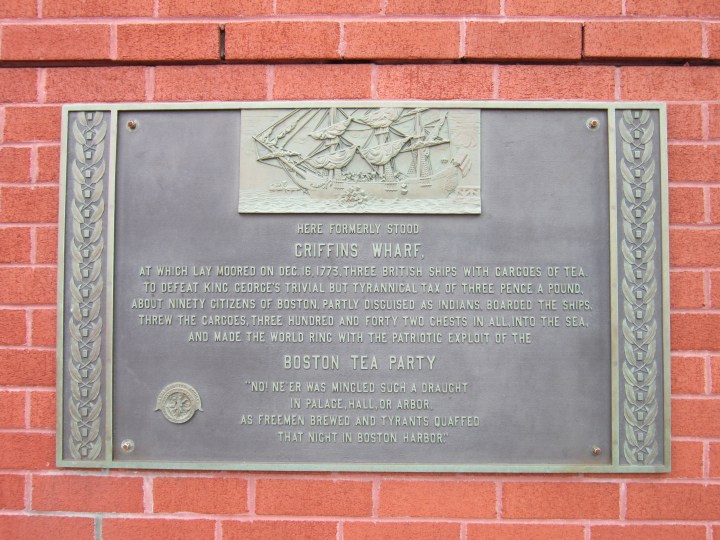 HERE FORMERLY STOOD
GRIFFINS WHARF,
AT WHICH LAY MOORED ON DEC. 16, 1773, THREE BRITISH SHIPS WITH CARGOES OF TEA.
TO DEFEAT KING GEORGE'S TRIVIAL BUT TYRANNICAL TAX OF THREE PENCE A POUND,
ABOUT NINETY CITIZENS OF BOSTON, PARTLY DISGUISED AS INDIANS, BOARDED THE SHIPS,
THREW THE CARGOES, THREE HUNDRED AND FORTY TWO CHESTS IN ALL, INTO THE SEA,
AND MADE THE WORLD RING WITH THE PATRIOTIC EXPLOIT OF THE
BOSTON TEA PARTY
"NO! NE'ER WAS MINGLED SUCH A DRAUGHT
IN PALACE, HALL, OR ARBOR,
AS FREEMEN BREWED AND TYRANTS QUAFFED
THAT NIGHT IN BOSTON HARBOR."